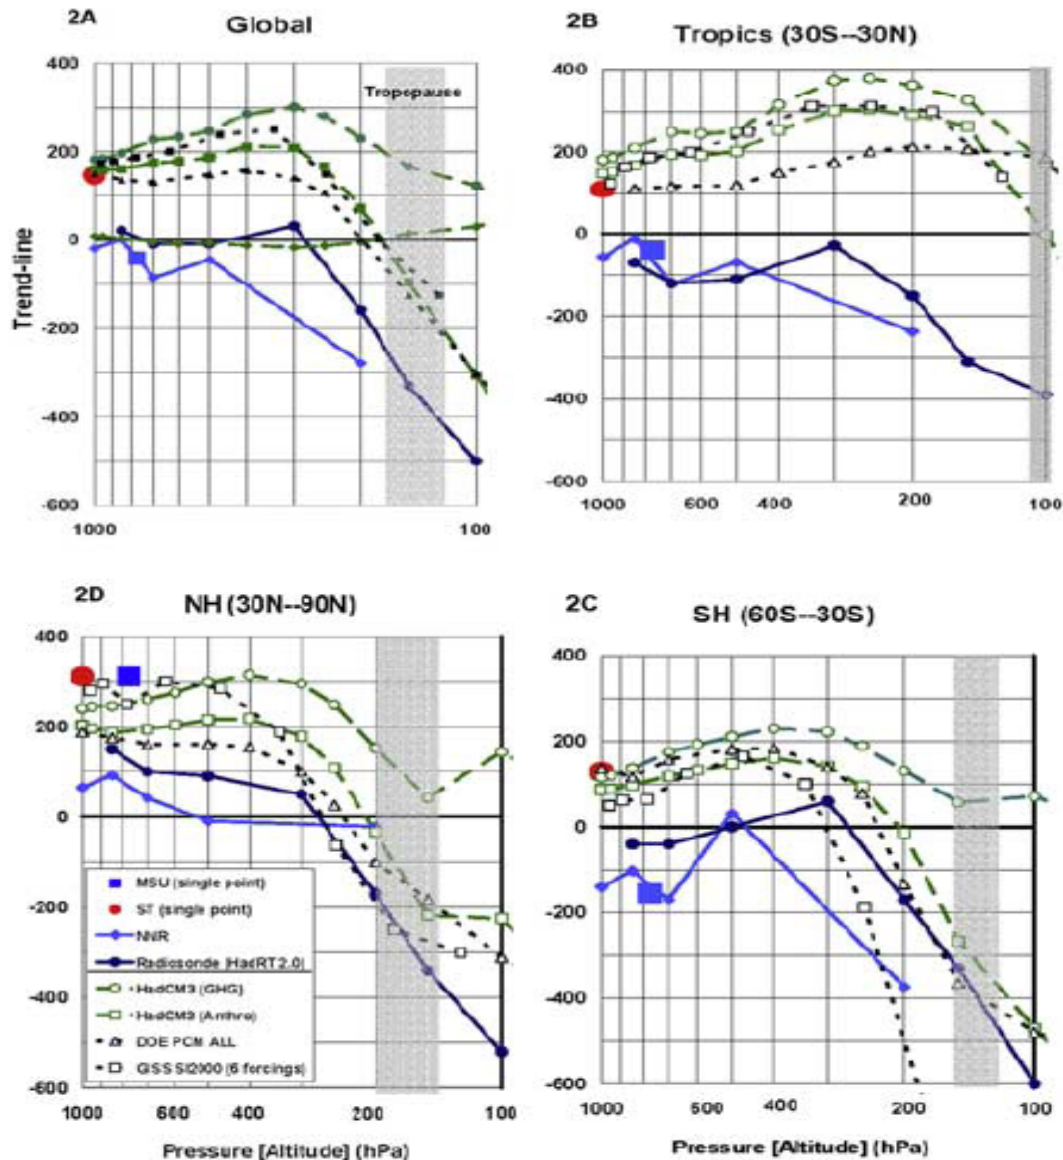 2A
Global
400
Tropopause
200
0
-200
-400
-600
1000
100
Trend-line
2B
Tropics (30S--30N)
400
200
0
-200
-400
-600
1000
600
400
200
100
2D
NH (30N--90N)
400
200
0
-200
-400
-600
MSU (single point)
ST (single point)
NNR
Radiosonde (HadRT2.0)
HadCM3 (GHG)
HadCM3 (Anthro)
DOE PCM ALL
GISS SI2000 (6 forcings)
1000
600
400
200
100
Pressure [Altitude] (hPa)
2C
SH (60S--30S)
400
200
0
-200
-400
-600
1000
500
400
200
100
Pressure [Altitude] (hPa)